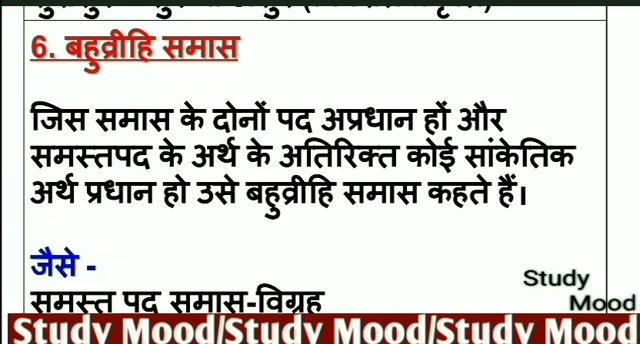 6. बहुव्रीहि समास
जिस समास के दोनों पद अप्रधान हों और
समस्तपद के अर्थ के अतिरिक्त कोई सांकेतिक
अर्थ प्रधान हो उसे बहुव्रीहि समास कहते हैं।
जैसे -
समस्त पद समास-विग्रह
Study
Mood
Study Mood/Study Mood/Study Mood